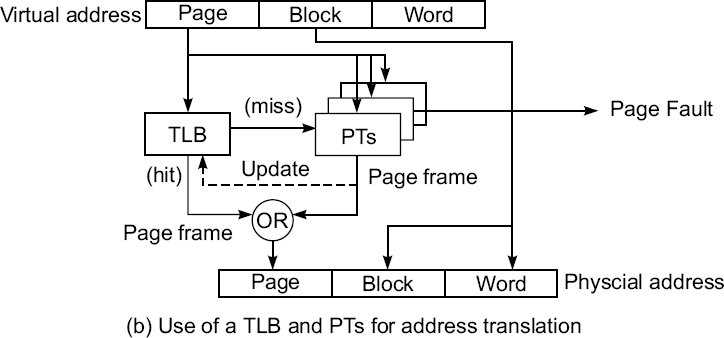 Virtual address Page Block Word
(miss)
Page Fault
TLB
PTs
(hit)
Update
Page frame
Page frame
OR
Page Block Word Physcial address
(b) Use of a TLB and PTs for address translation